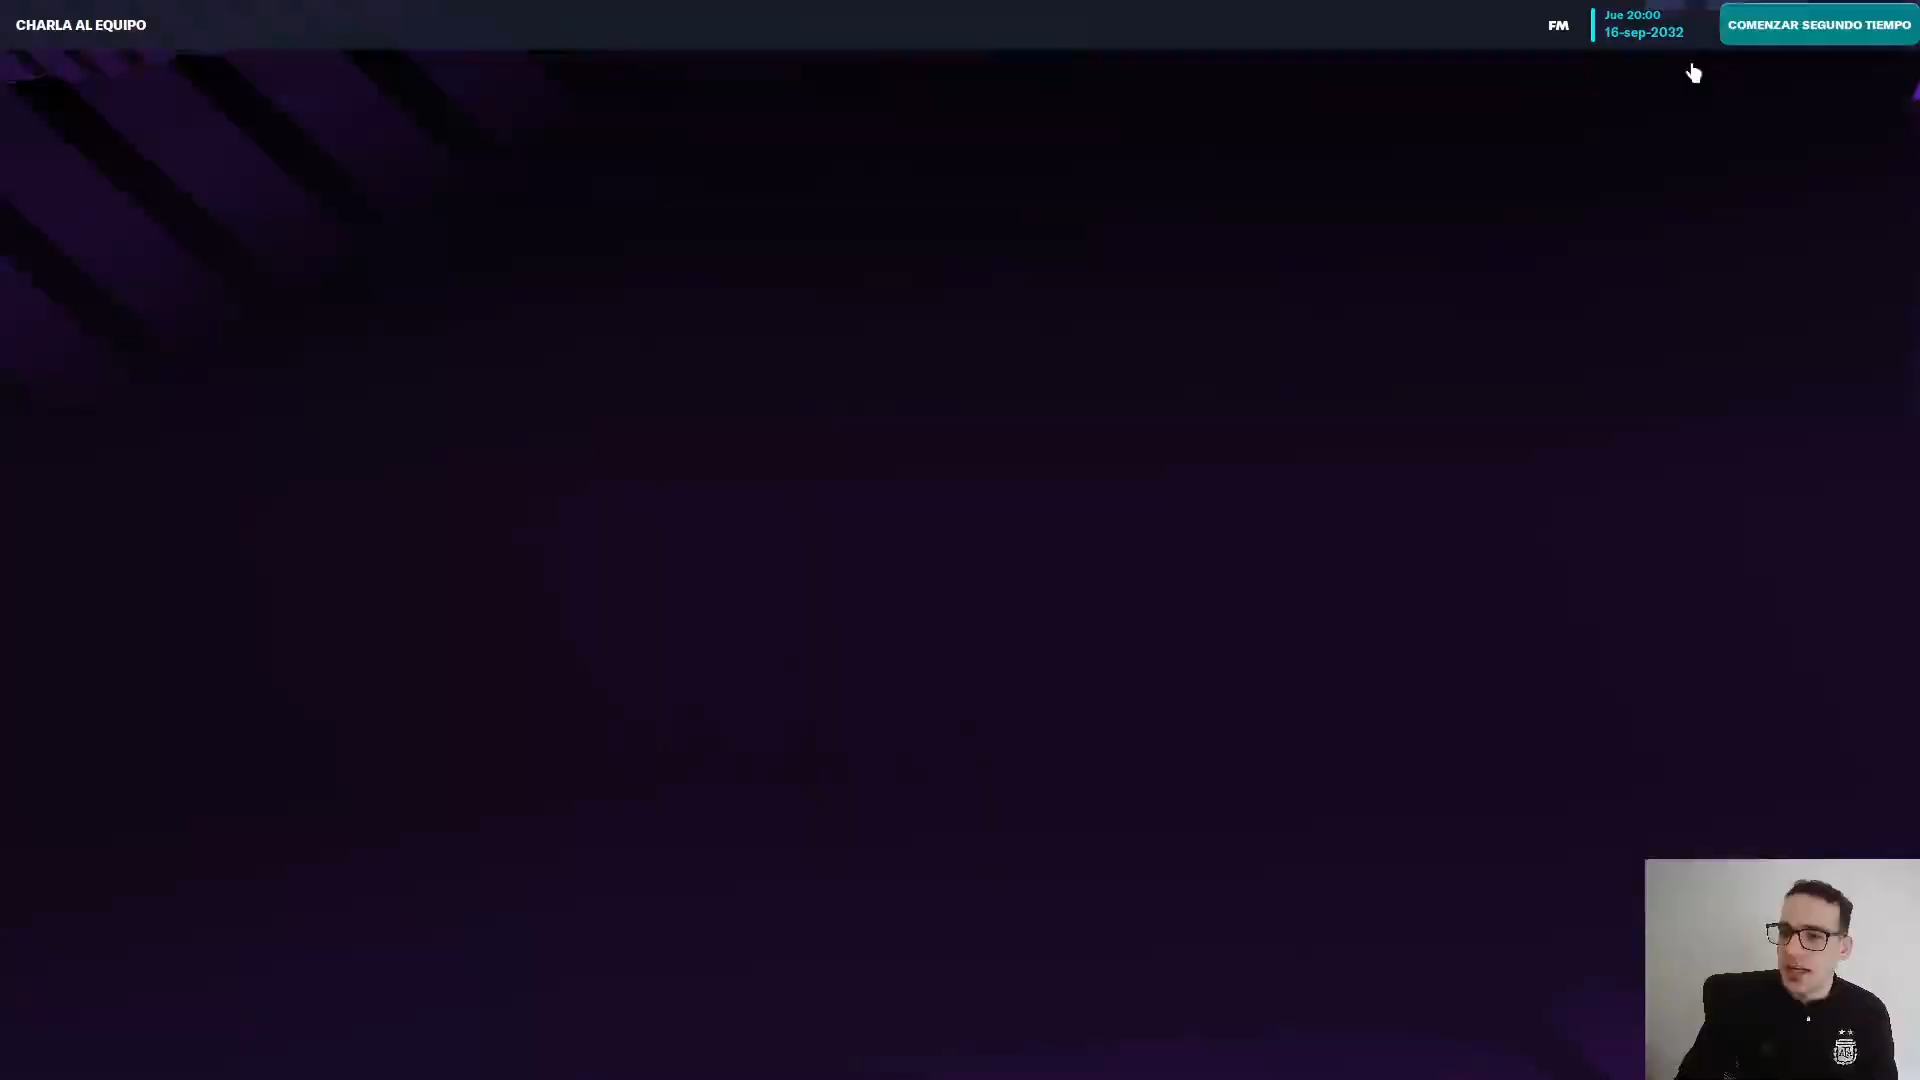 CHARLA AL EQUIPO
FM
Jue 20:00
16-sep-2032
COMENZAR SEGUNDO TIEMPO